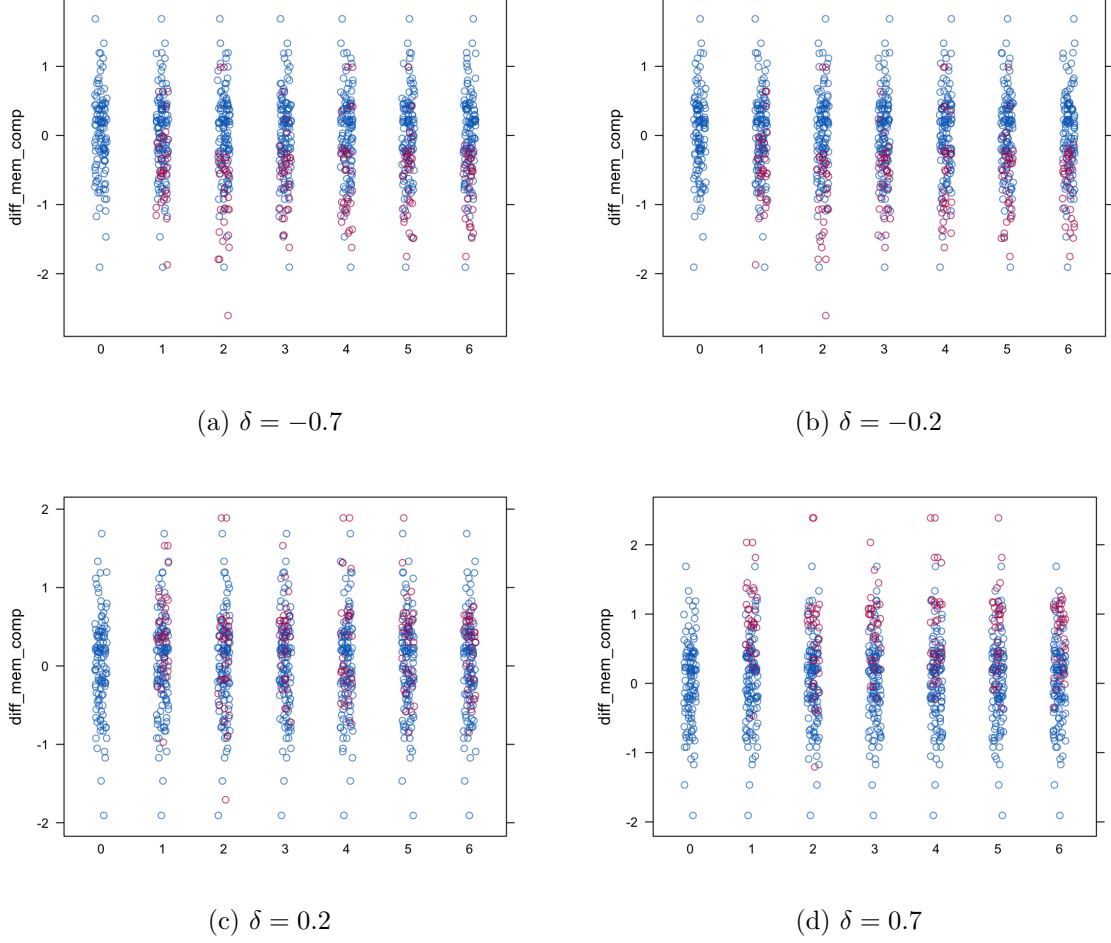 diff_mem_comp
1
0
-1
-2
0 1 2 3 4 5 6
(a) δ = −0.7
diff_mem_comp
1
0
-1
-2
0 1 2 3 4 5 6
(b) δ = −0.2
diff_mem_comp
2
1
0
-1
-2
0 1 2 3 4 5 6
(c) δ = 0.2
diff_mem_comp
2
1
0
-1
-2
0 1 2 3 4 5 6
(d) δ = 0.7